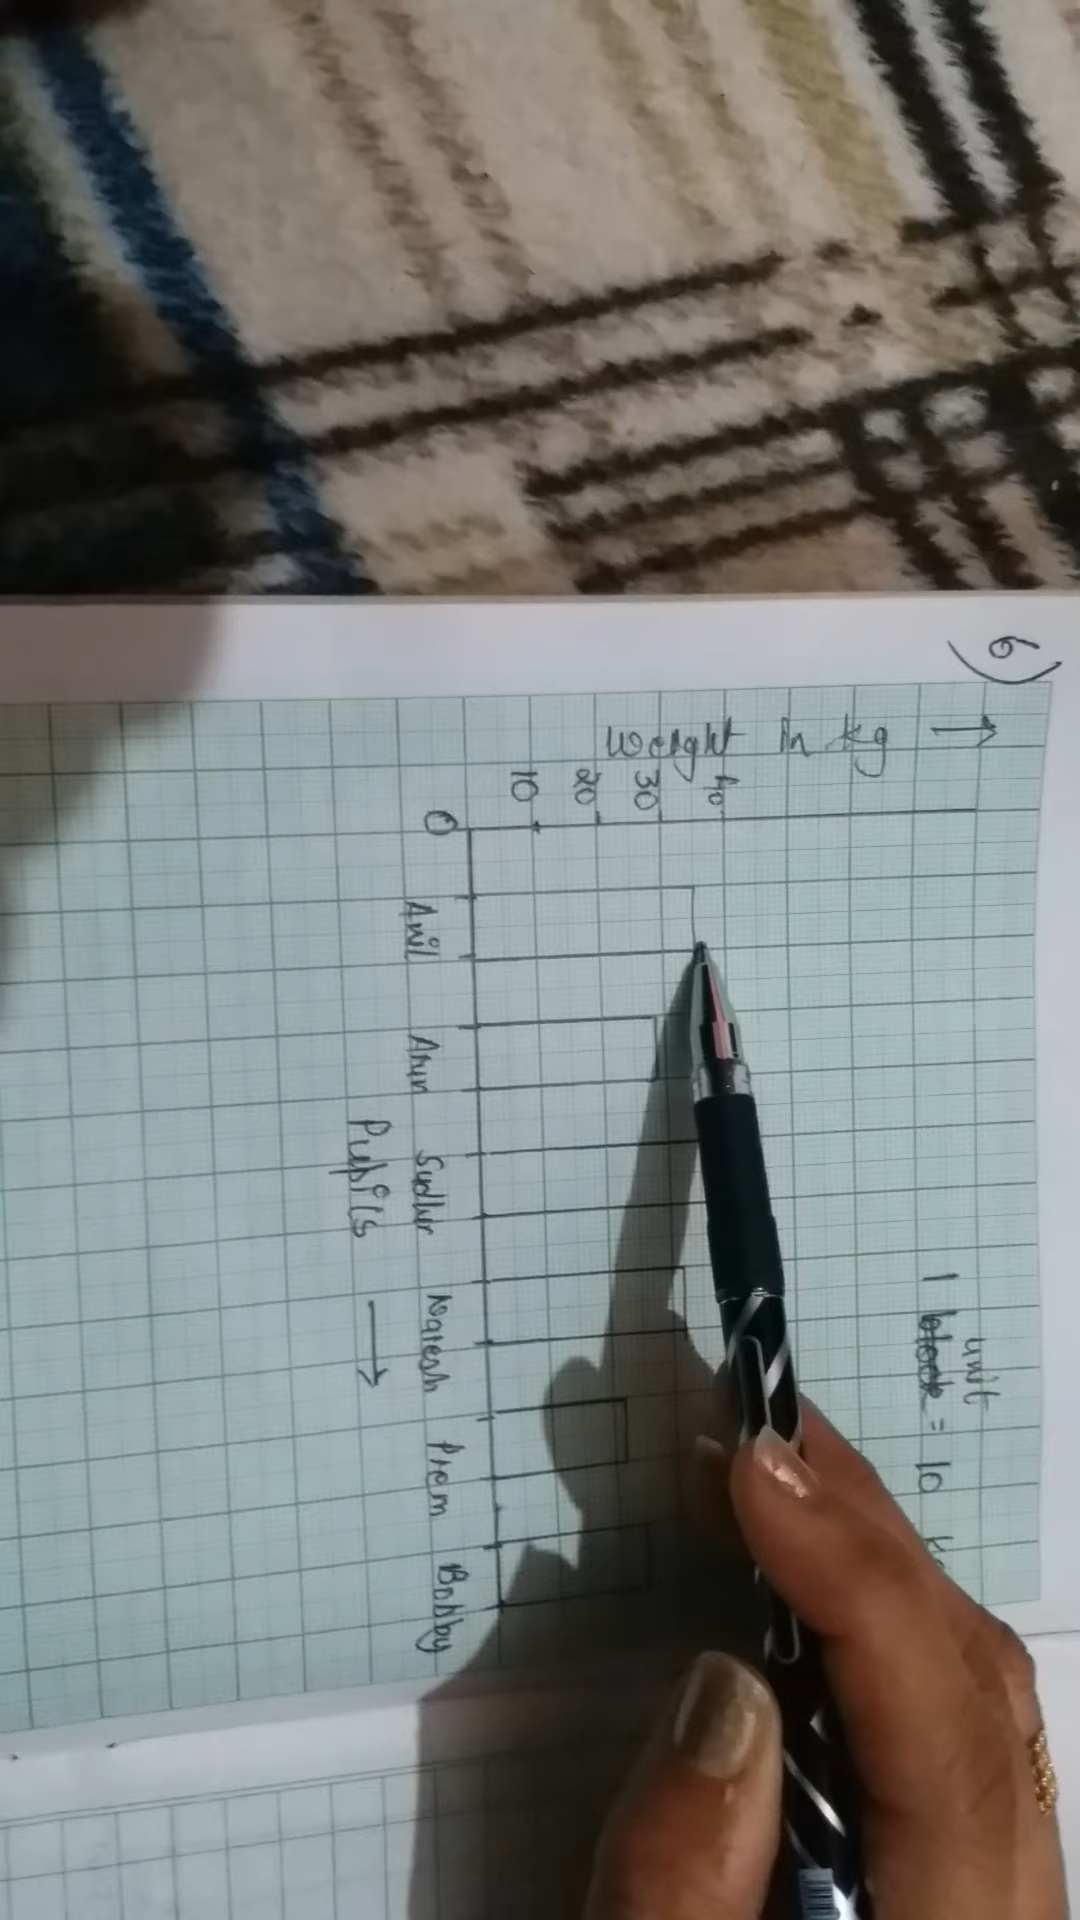 6)
Weight in kg
40
30
20
10
0
unit
1 block = 10
Anil Arun Sudhir Naresh Prem Bobby
Pupils